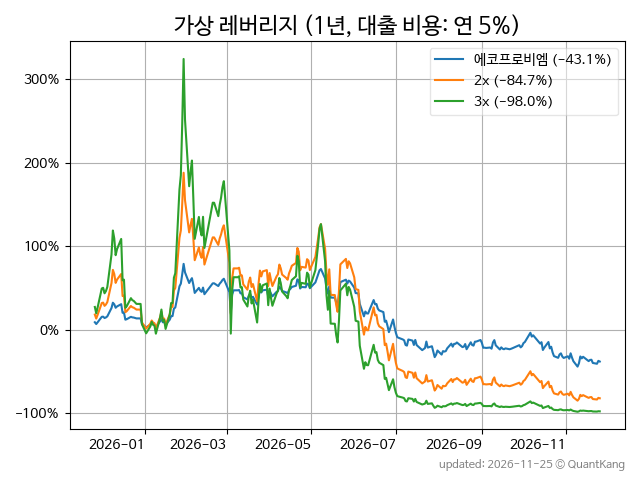 가상 레버리지 (1년, 대출 비용: 연 5%)
에코프로비엠 (−43.1%)
2x (−84.7%)
3x (−98.0%)
300%
200%
100%
0%
−100%
2026-01 2026-03 2026-05 2026-07 2026-09 2026-11
updated: 2026-11-25 © QuantKang